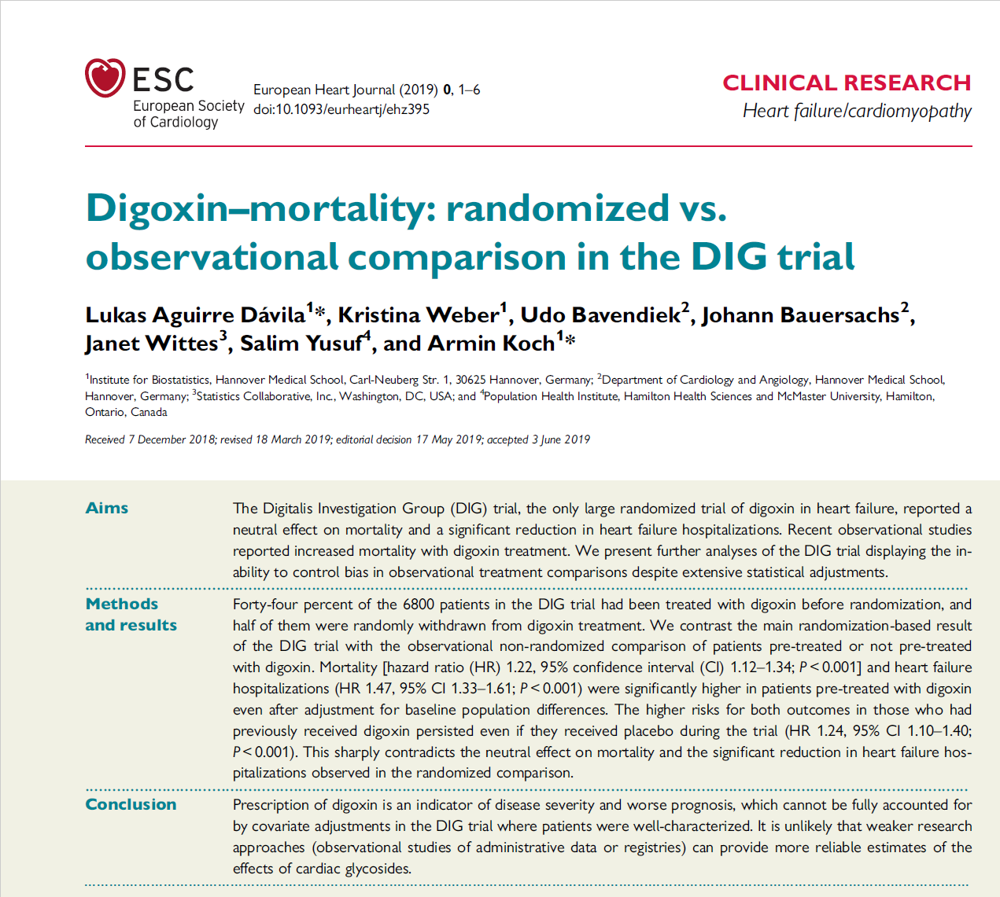 ESC
European Society
of Cardiology
European Heart Journal (2019) 0, 1–6
doi:10.1093/eurheartj/ehz395
CLINICAL RESEARCH
Heart failure/cardiomyopathy
Digoxin–mortality: randomized vs.
observational comparison in the DIG trial
Lukas Aguirre Dávila1*, Kristina Weber1, Udo Bavendiek2, Johann Bauersachs2,
Janet Wittes3, Salim Yusuf4, and Armin Koch1*
1Institute for Biostatistics, Hannover Medical School, Carl-Neuberg Str. 1, 30625 Hannover, Germany; 2Department of Cardiology and Angiology, Hannover Medical School,
Hannover, Germany; 3Statistics Collaborative, Inc., Washington, DC, USA; and 4Population Health Institute, Hamilton Health Sciences and McMaster University, Hamilton,
Ontario, Canada
Received 7 December 2018; revised 18 March 2019; editorial decision 17 May 2019; accepted 3 June 2019
Aims
The Digitalis Investigation Group (DIG) trial, the only large randomized trial of digoxin in heart failure, reported a
neutral effect on mortality and a significant reduction in heart failure hospitalizations. Recent observational studies
reported increased mortality with digoxin treatment. We present further analyses of the DIG trial displaying the in-
ability to control bias in observational treatment comparisons despite extensive statistical adjustments.
Methods
and results
Forty-four percent of the 6800 patients in the DIG trial had been treated with digoxin before randomization, and
half of them were randomly withdrawn from digoxin treatment. We contrast the main randomization-based result
of the DIG trial with the observational non-randomized comparison of patients pre-treated or not pre-treated
with digoxin. Mortality [hazard ratio (HR) 1.22, 95% confidence interval (CI) 1.12–1.34; P < 0.001] and heart failure
hospitalizations (HR 1.47, 95% CI 1.33–1.61; P < 0.001) were significantly higher in patients pre-treated with digoxin
even after adjustment for baseline population differences. The higher risks for both outcomes in those who had
previously received digoxin persisted even if they received placebo during the trial (HR 1.24, 95% CI 1.10–1.40;
P < 0.001). This sharply contradicts the neutral effect on mortality and the significant reduction in heart failure hos-
pitalizations observed in the randomized comparison.
Conclusion
Prescription of digoxin is an indicator of disease severity and worse prognosis, which cannot be fully accounted for
by covariate adjustments in the DIG trial where patients were well-characterized. It is unlikely that weaker research
approaches (observational studies of administrative data or registries) can provide more reliable estimates of the
effects of cardiac glycosides.